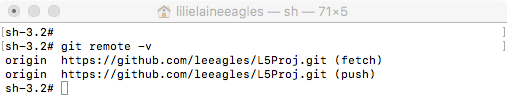 lilielaineeagles — sh — 71×5
[sh-3.2# ]
[sh-3.2# git remote -v ]
origin  https://github.com/leeagles/L5Proj.git (fetch)
origin  https://github.com/leeagles/L5Proj.git (push)
sh-3.2#